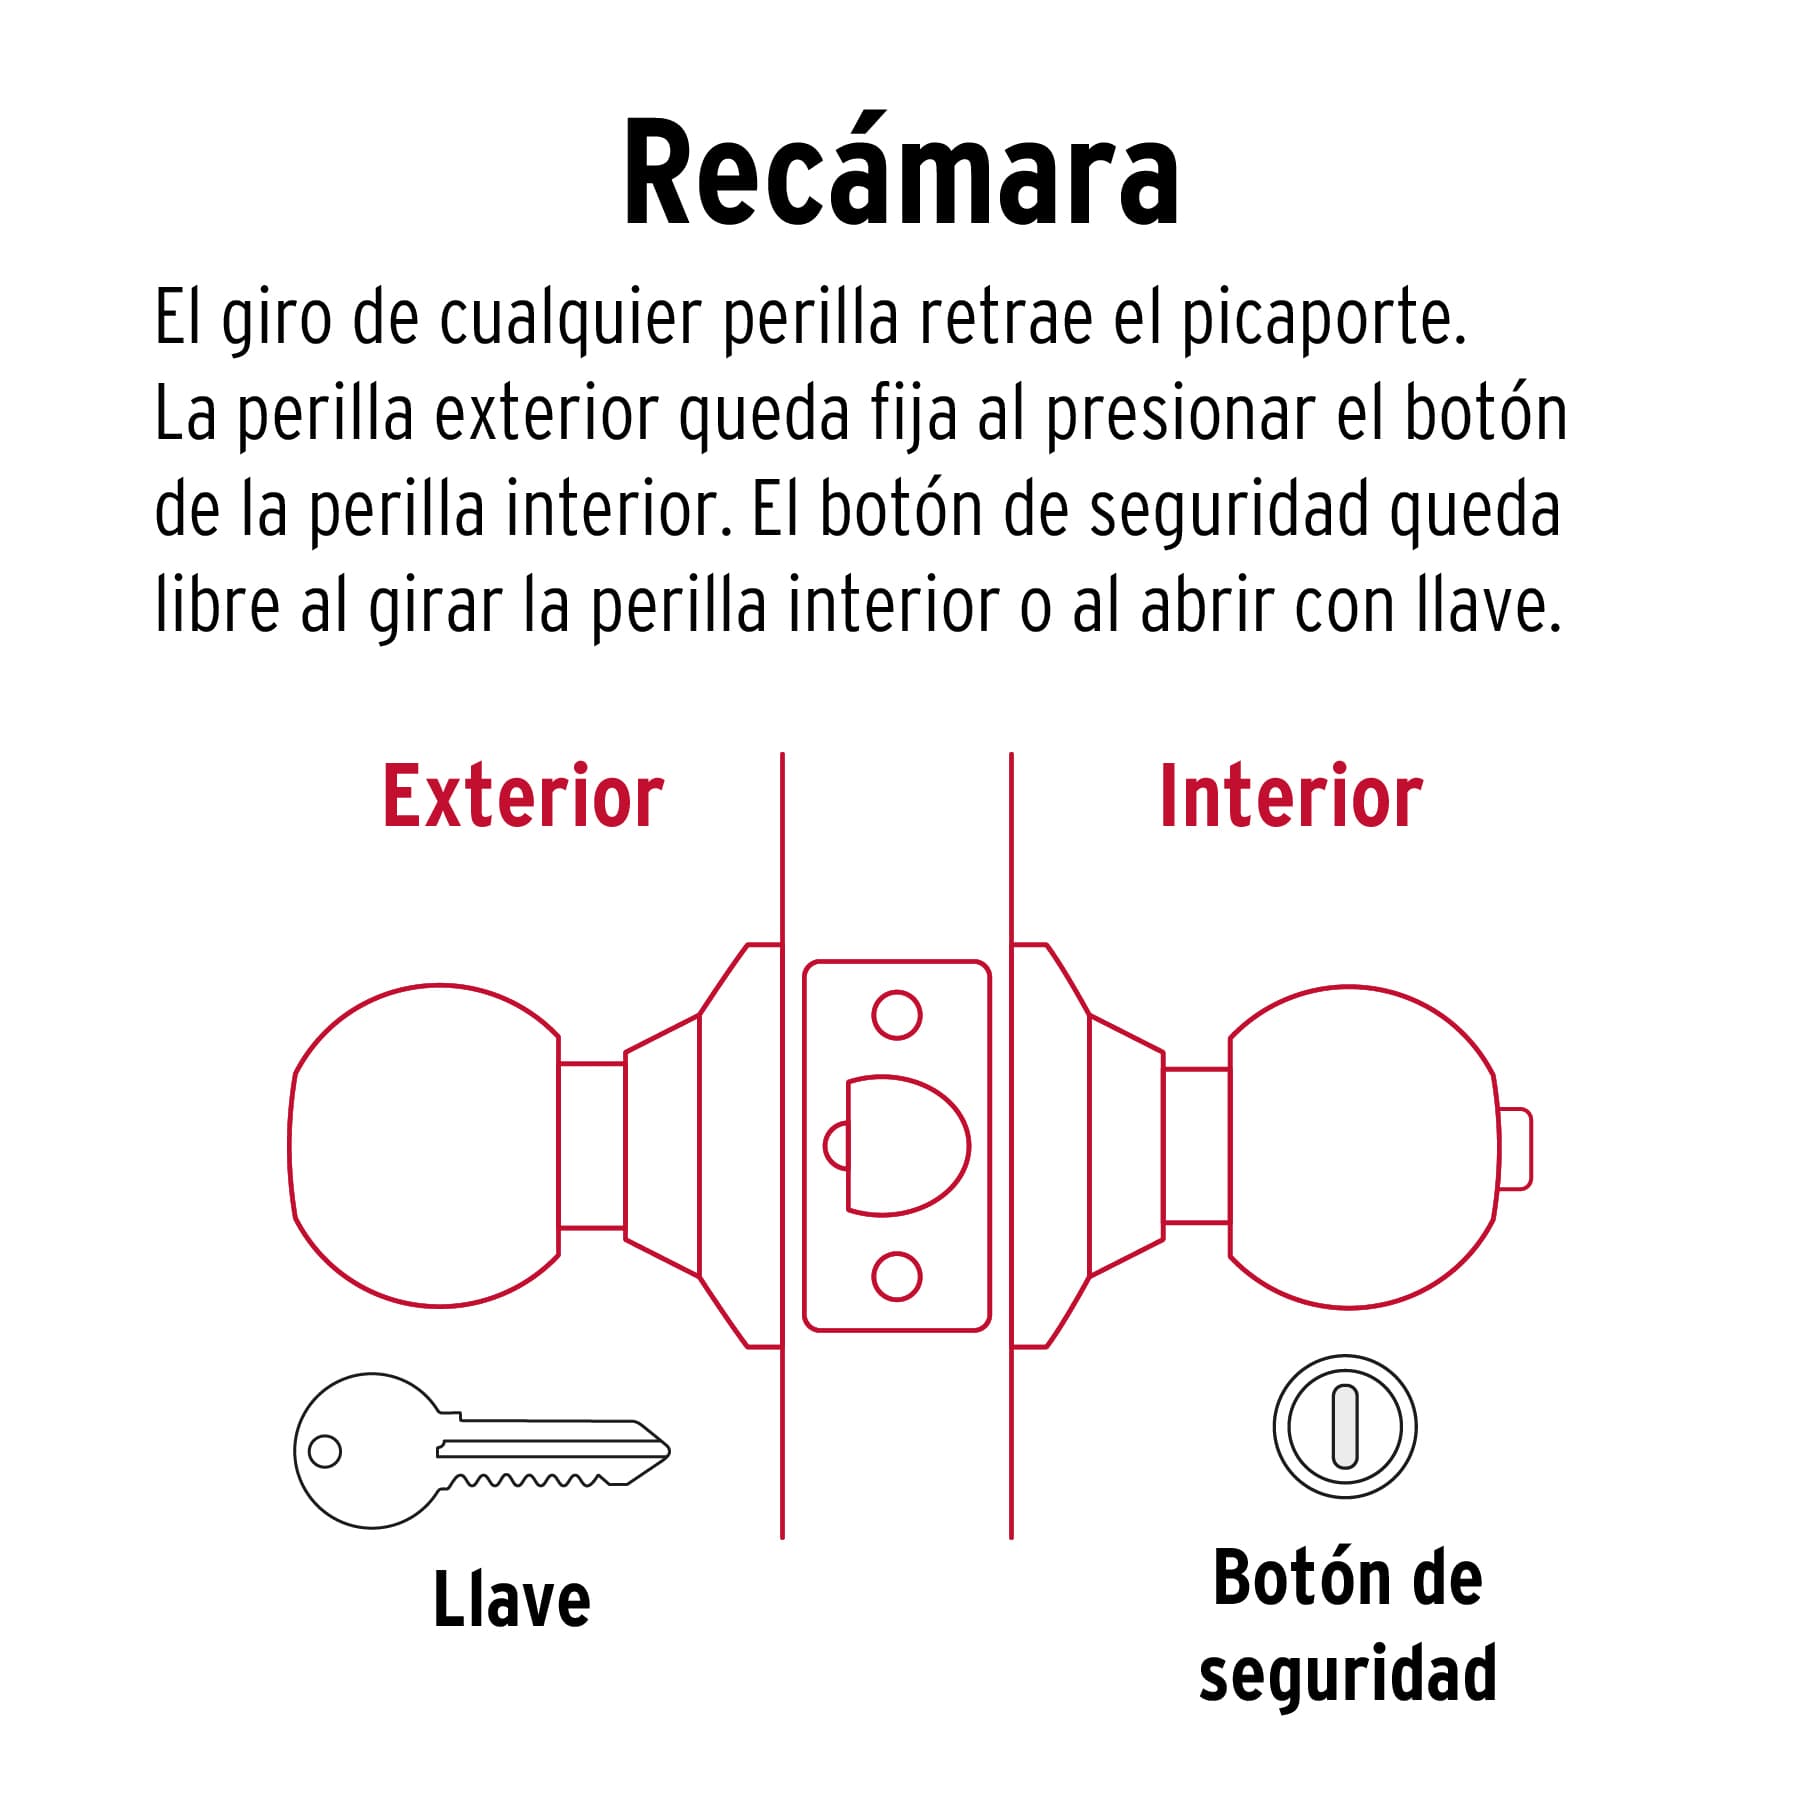 Recámara
El giro de cualquier perilla retrae el picaporte.
La perilla exterior queda fija al presionar el botón
de la perilla interior. El botón de seguridad queda
libre al girar la perilla interior o al abrir con llave.
Exterior
Interior
Llave
Botón de
seguridad